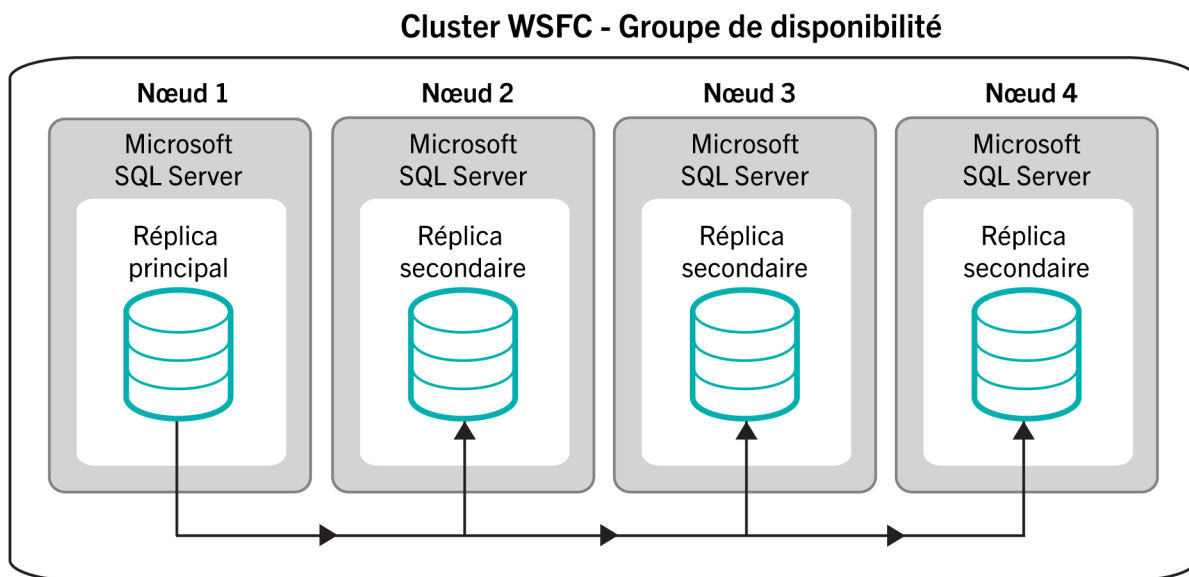 Cluster WSFC - Groupe de disponibilité
Nœud 1
Microsoft
SQL Server
Réplica
principal
Nœud 2
Microsoft
SQL Server
Réplica
secondaire
Nœud 3
Microsoft
SQL Server
Réplica
secondaire
Nœud 4
Microsoft
SQL Server
Réplica
secondaire